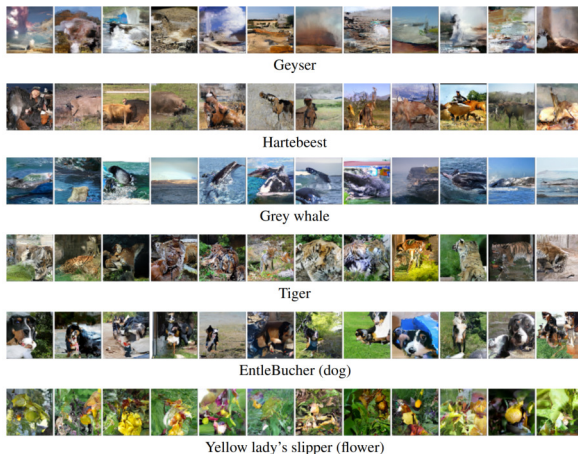 Geyser
Hartebeest
Grey whale
Tiger
EntleBucher (dog)
Yellow lady's slipper (flower)